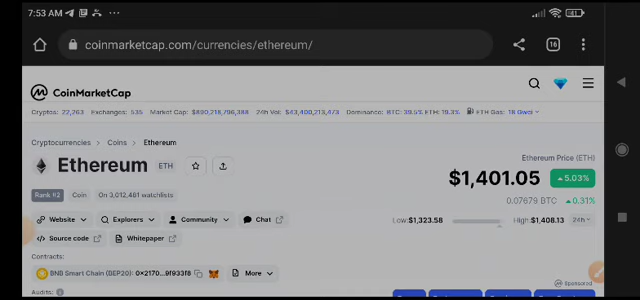 7:53 AM
coinmarketcap.com/currencies/ethereum/
16
CoinMarketCap
Cryptos: 22,263 Exchanges: 535 Market Cap: $890,218,796,388 24h Vol: $43,400,213,473 Dominance: BTC: 39.5% ETH: 19.3% ETH Gas: 18 Gwei
Cryptocurrencies > Coins > Ethereum
Ethereum ETH
Ethereum Price (ETH)
$1,401.05 5.03%
Rank #2 Coin On 3,012,481 watchlists
0.07679 BTC 0.31%
Website Explorers Community Chat
Low: $1,323.58 High: $1,408.13 24h
Source code Whitepaper
Contracts:
BNB Smart Chain (BEP20): 0x2170...9f933f8 More
Sponsored
Audits: